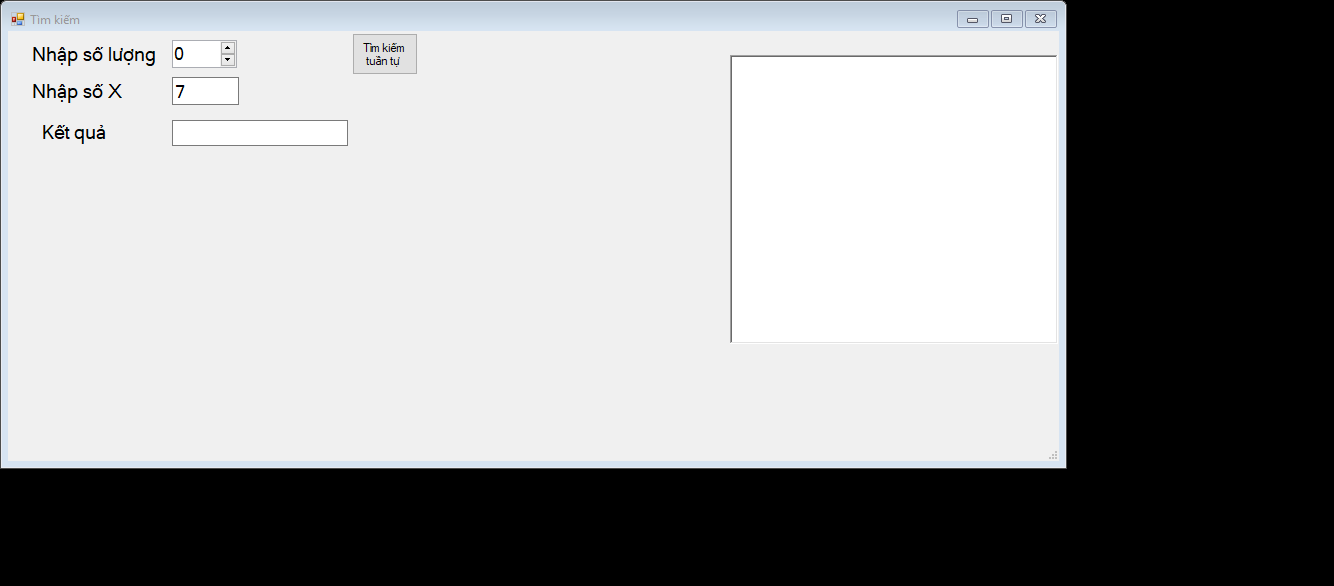 Tìm kiếm
Nhập số lượng
0
Tìm kiếm
tuần tự
Nhập số X
7
Kết quả